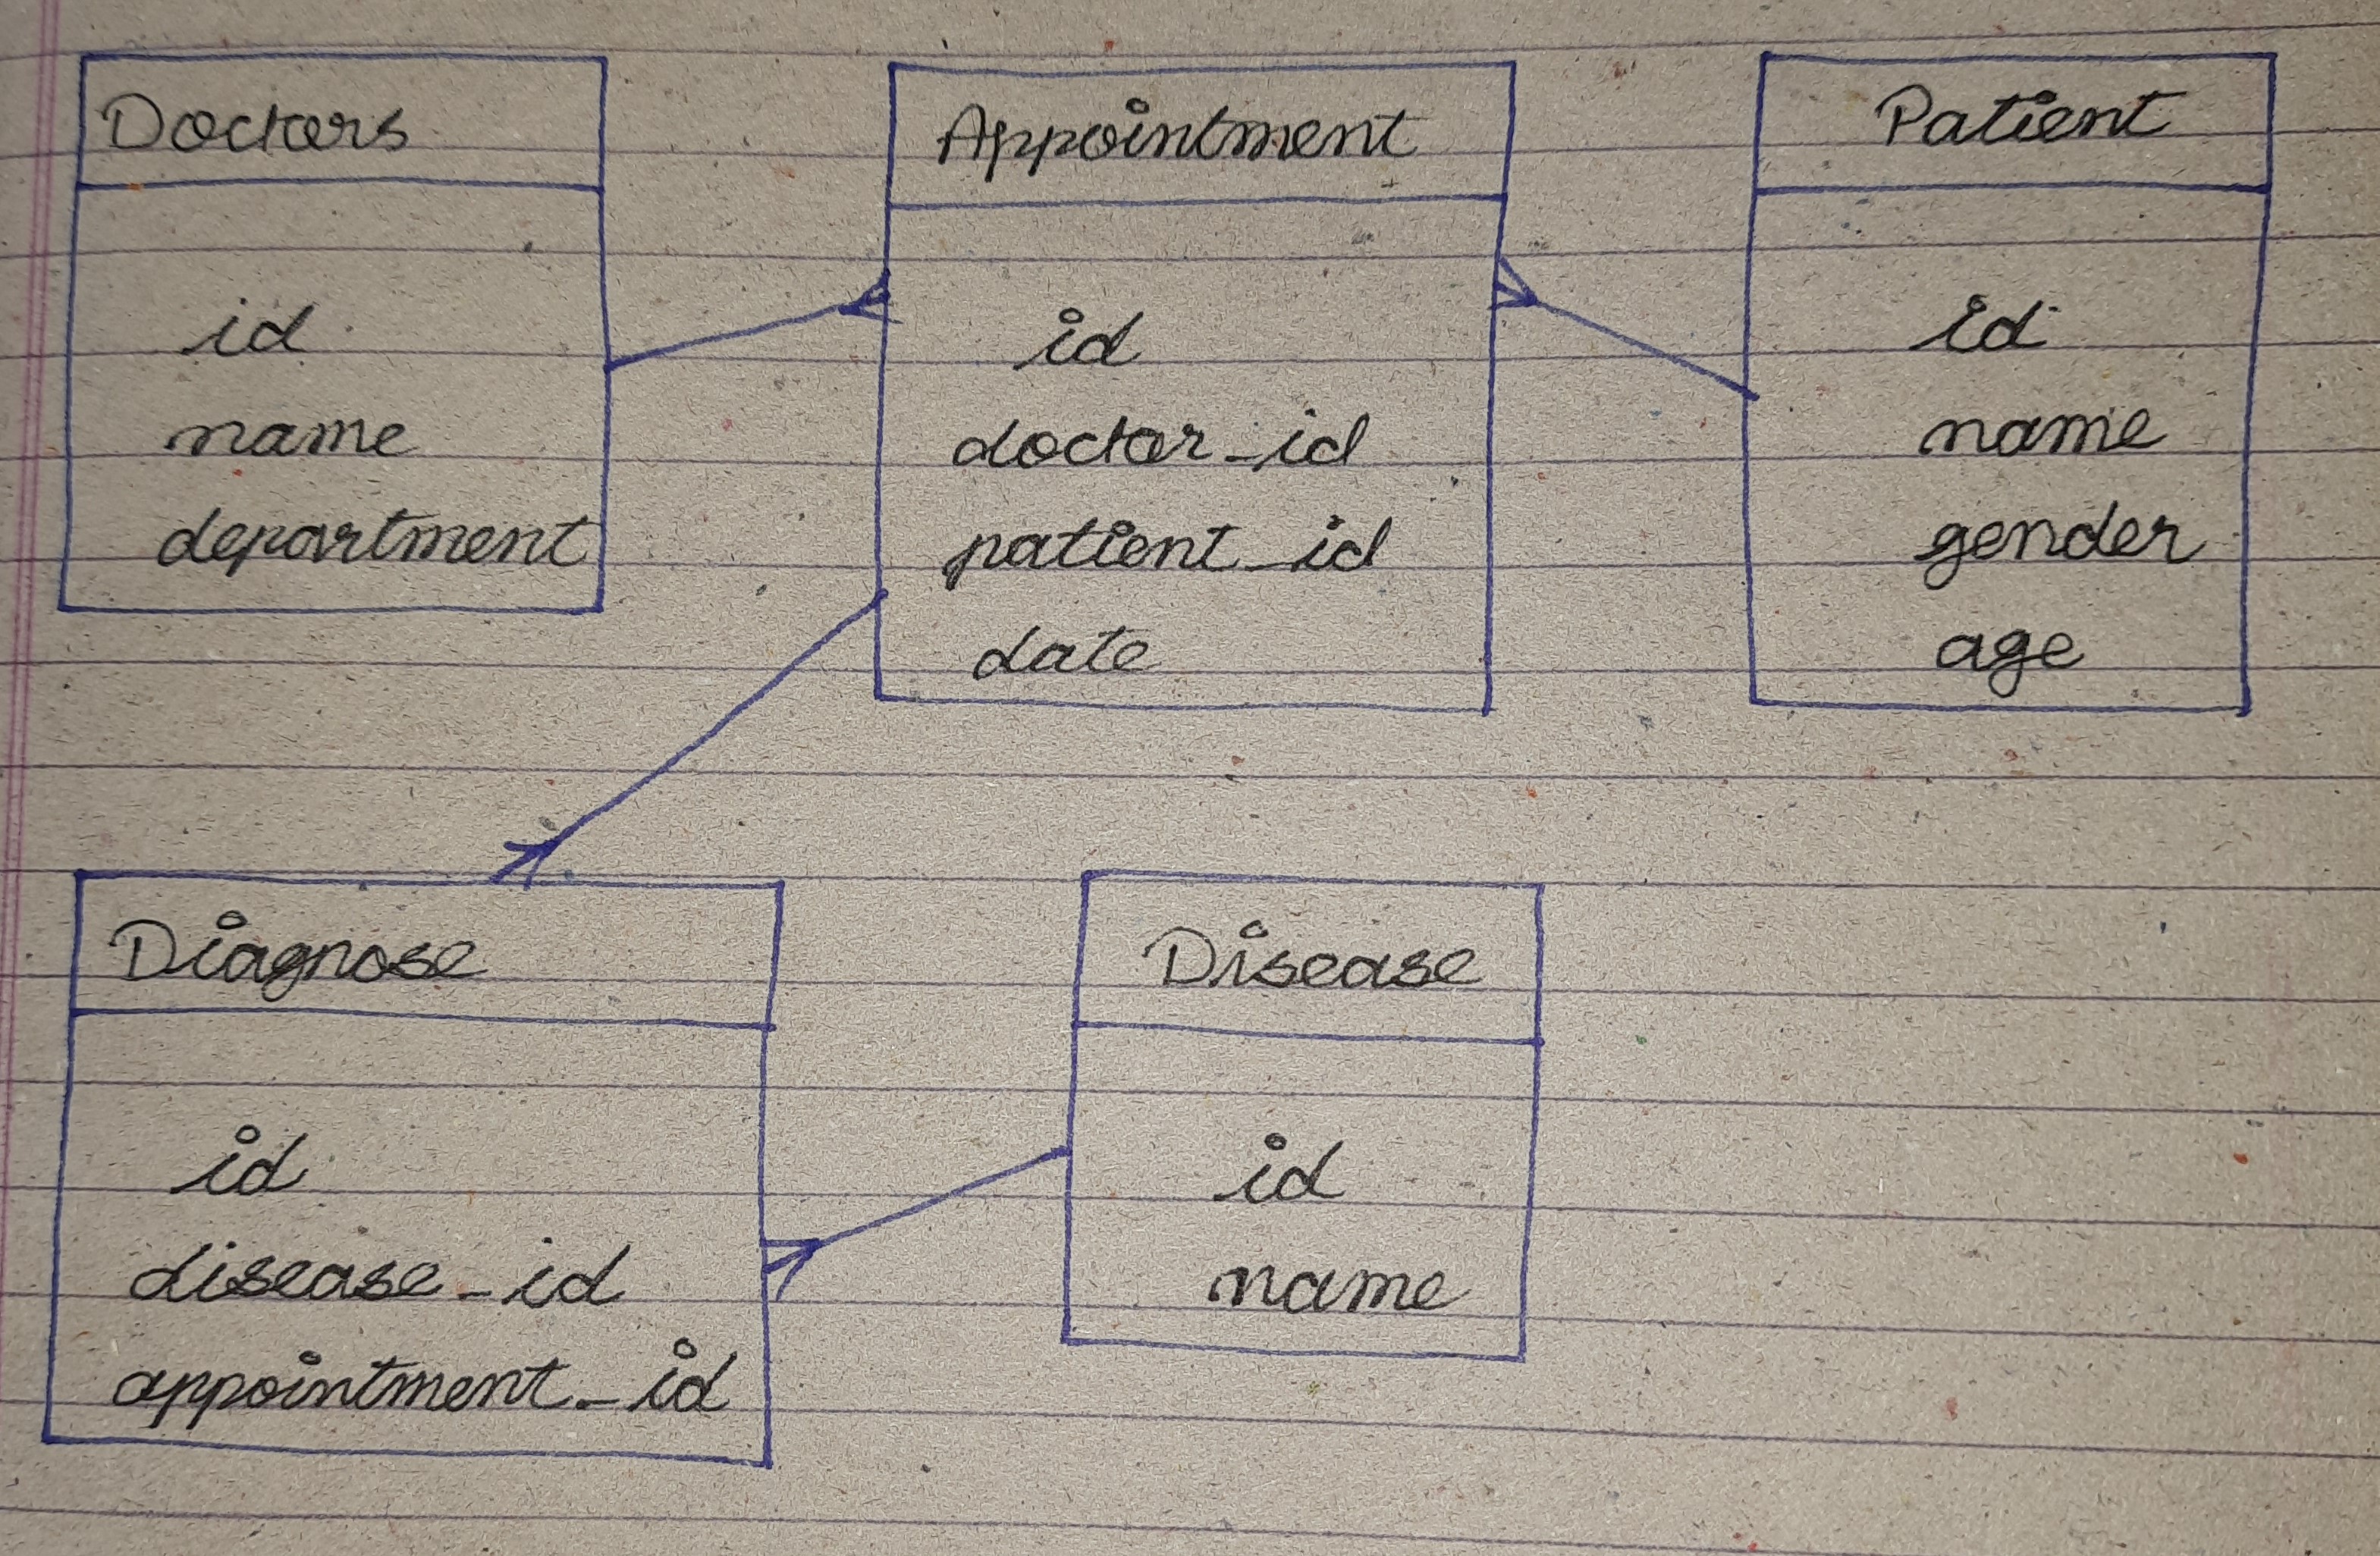 Doctors
id
name
department
Appointment
id
doctor_id
patient_id
date
Patient
id
name
gender
age
Diagnose
id
disease_id
appointment_id
Disease
id
name